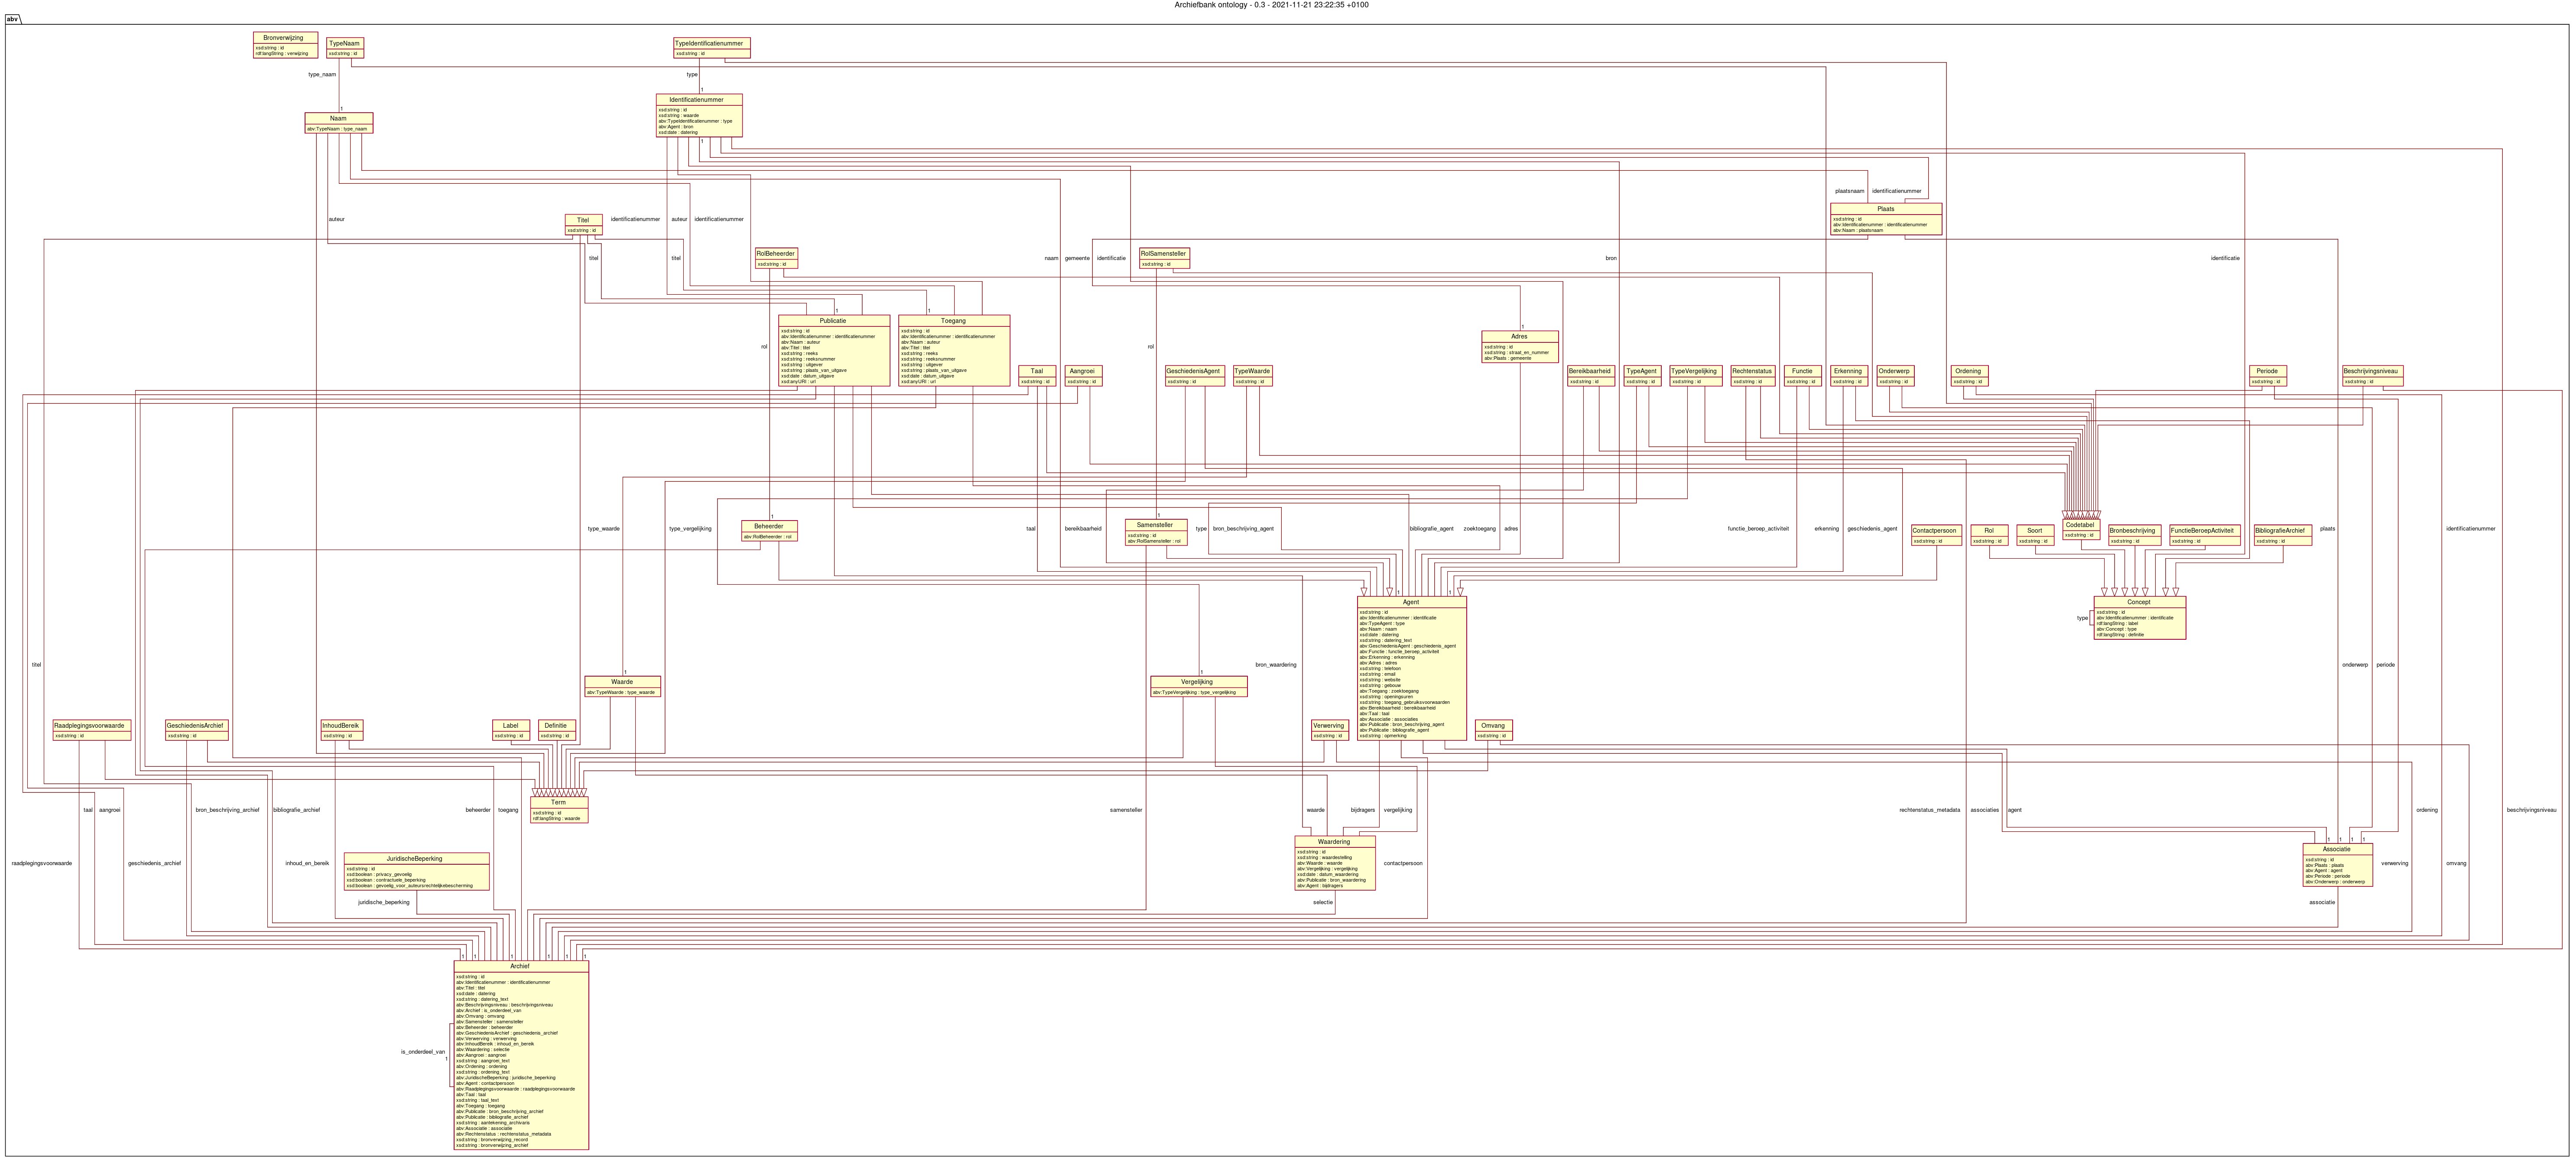 Archiefbank ontology - 0.3 - 2021-11-21 23:22:35 +0100
abv
Bronverwijzing
xsd:string : id
rdf:langString : verwijzing
TypeNaam
xsd:string : id
TypeIdentificatienummer
xsd:string : id
type_naam
type
1
1
Identificatienummer
xsd:string : id
xsd:string : waarde
abv:TypeIdentificatienummer : type
abv:Agent : bron
xsd:date : datering
Naam
abv:TypeNaam : type_naam
1
plaatsnaam
identificatienummer
Plaats
xsd:string : id
abv:Identificatienummer : identificatienummer
abv:Naam : plaatsnaam
auteur
Titel
xsd:string : id
identificatienummer
auteur
identificatienummer
RolBeheerder
xsd:string : id
RolSamensteller
xsd:string : id
titel
titel
naam
gemeente
identificatie
bron
identificatie
1
1
1
Publicatie
xsd:string : id
abv:Identificatienummer : identificatienummer
abv:Naam : auteur
abv:Titel : titel
xsd:string : reeks
xsd:string : reeksnummer
xsd:string : uitgever
xsd:string : plaats_van_uitgave
xsd:date : datum_uitgave
xsd:anyURI : url
Toegang
xsd:string : id
abv:Identificatienummer : identificatienummer
abv:Naam : auteur
abv:Titel : titel
xsd:string : reeks
xsd:string : reeksnummer
xsd:string : uitgever
xsd:string : plaats_van_uitgave
xsd:date : datum_uitgave
xsd:anyURI : url
Adres
xsd:string : id
xsd:string : straat_en_nummer
abv:Plaats : gemeente
rol
rol
Taal
xsd:string : id
Aangroei
xsd:string : id
GeschiedenisAgent
xsd:string : id
TypeWaarde
xsd:string : id
Bereikbaarheid
xsd:string : id
TypeAgent
xsd:string : id
TypeVergelijking
xsd:string : id
Rechtenstatus
xsd:string : id
Functie
xsd:string : id
Erkenning
xsd:string : id
Onderwerp
xsd:string : id
Ordening
xsd:string : id
Periode
xsd:string : id
Beschrijvingsniveau
xsd:string : id
type_waarde
type_vergelijking
1
Beheerder
abv:RolBeheerder : rol
taal
bereikbaarheid
1
Samensteller
xsd:string : id
abv:RolSamensteller : rol
type
bron_beschrijving_agent
bibliografie_agent
zoektoegang
adres
functie_beroep_activiteit
erkenning
geschiedenis_agent
Contactpersoon
xsd:string : id
Rol
xsd:string : id
Soort
xsd:string : id
Codetabel
xsd:string : id
Bronbeschrijving
xsd:string : id
FunctieBeroepActiviteit
xsd:string : id
BibliografieArchief
xsd:string : id
plaats
identificatienummer
1
1
Agent
xsd:string : id
abv:Identificatienummer : identificatie
abv:TypeAgent : type
abv:Naam : naam
xsd:date : datering
xsd:string : datering_text
abv:GeschiedenisAgent : geschiedenis_agent
abv:Functie : functie_beroep_activiteit
abv:Erkenning : erkenning
abv:Adres : adres
xsd:string : telefoon
xsd:string : email
xsd:string : website
xsd:string : gebouw
abv:Toegang : zoektoegang
xsd:string : openingsuren
xsd:string : toegang_gebruiksvoorwaarden
abv:Bereikbaarheid : bereikbaarheid
abv:Taal : taal
abv:Associatie : associaties
abv:Publicatie : bron_beschrijving_agent
abv:Publicatie : bibliografie_agent
xsd:string : opmerking
type
Concept
xsd:string : id
abv:Identificatienummer : identificatie
rdf:langString : label
abv:Concept : type
rdf:langString : definitie
titel
bron_waardering
onderwerp
periode
1
1
Waarde
abv:TypeWaarde : type_waarde
Vergelijking
abv:TypeVergelijking : type_vergelijking
Raadplegingsvoorwaarde
xsd:string : id
GeschiedenisArchief
xsd:string : id
InhoudBereik
xsd:string : id
Label
xsd:string : id
Definitie
xsd:string : id
Verwerving
xsd:string : id
Omvang
xsd:string : id
Term
xsd:string : id
rdf:langString : waarde
taal
aangroei
bron_beschrijving_archief
bibliografie_archief
beheerder
toegang
samensteller
waarde
bijdragers
vergelijking
rechtenstatus_metadata
associaties
agent
ordening
beschrijvingsniveau
1
1
1
1
Waardering
xsd:string : id
xsd:string : waardestelling
abv:Waarde : waarde
abv:Vergelijking : vergelijking
xsd:date : datum_waardering
abv:Publicatie : bron_waardering
abv:Agent : bijdragers
Associatie
xsd:string : id
abv:Plaats : plaats
abv:Agent : agent
abv:Periode : periode
abv:Onderwerp : onderwerp
raadplegingsvoorwaarde
geschiedenis_archief
inhoud_en_bereik
JuridischeBeperking
xsd:string : id
xsd:boolean : privacy_gevoelig
xsd:boolean : contractuele_beperking
xsd:boolean : gevoelig_voor_auteursrechtelijkebescherming
contactpersoon
verwerving
omvang
juridische_beperking
selectie
associatie
1
1
1
1
1
1
Archief
xsd:string : id
abv:Identificatienummer : identificatienummer
abv:Titel : titel
xsd:date : datering
xsd:string : datering_text
abv:Beschrijvingsniveau : beschrijvingsniveau
abv:Archief : is_onderdeel_van
abv:Omvang : omvang
abv:Samensteller : samensteller
abv:Beheerder : beheerder
abv:GeschiedenisArchief : geschiedenis_archief
abv:Verwerving : verwerving
abv:InhoudBereik : inhoud_en_bereik
abv:Waardering : selectie
abv:Aangroei : aangroei
xsd:string : aangroei_text
abv:Ordening : ordening
xsd:string : ordening_text
abv:JuridischeBeperking : juridische_beperking
abv:Agent : contactpersoon
abv:Raadplegingsvoorwaarde : raadplegingsvoorwaarde
abv:Taal : taal
xsd:string : taal_text
abv:Toegang : toegang
abv:Publicatie : bron_beschrijving_archief
abv:Publicatie : bibliografie_archief
xsd:string : aantekening_archivaris
abv:Associatie : associatie
abv:Rechtenstatus : rechtenstatus_metadata
xsd:string : bronverwijzing_record
xsd:string : bronverwijzing_archief
is_onderdeel_van
1